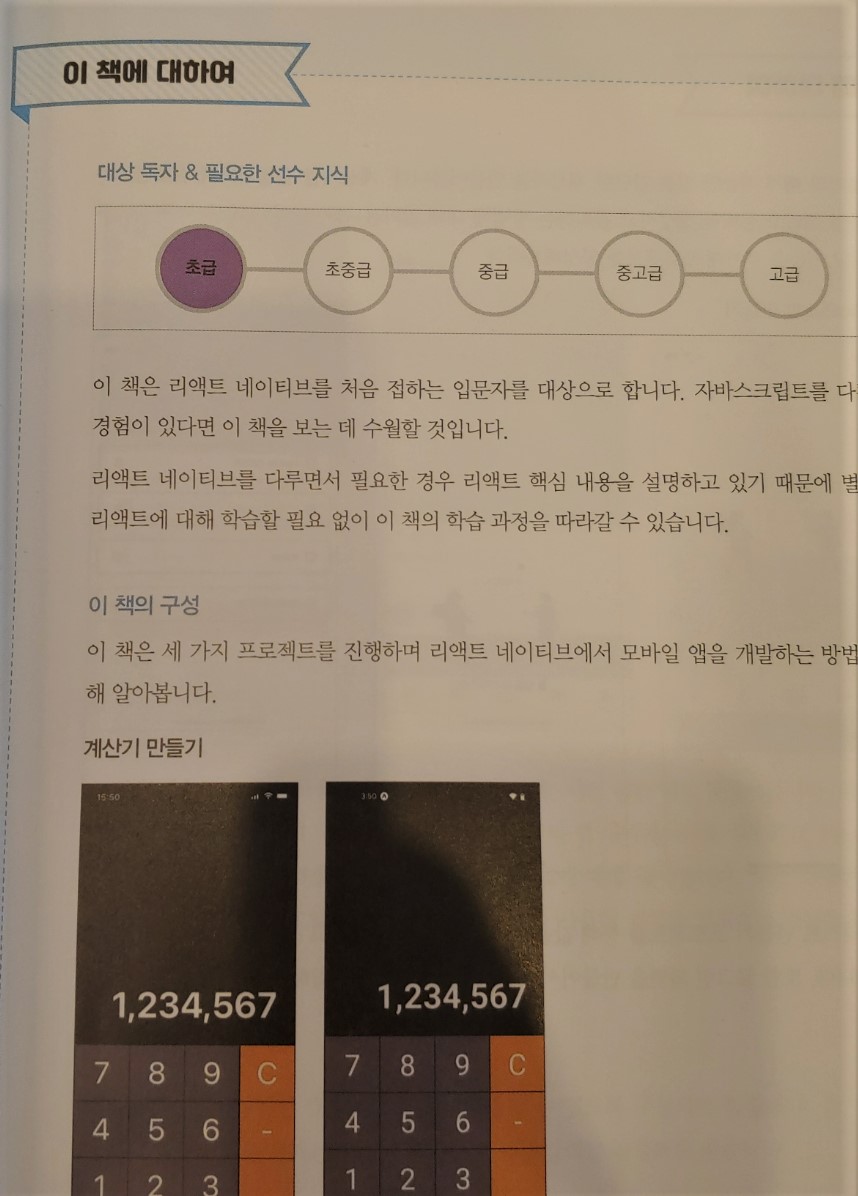 이 책에 대하여
대상 독자 & 필요한 선수 지식
초급 초중급 중급 중고급 고급
이 책은 리액트 네이티브를 처음 접하는 입문자를 대상으로 합니다. 자바스크립트를 다
경험이 있다면 이 책을 보는 데 수월할 것입니다.
리액트 네이티브를 다루면서 필요한 경우 리액트 핵심 내용을 설명하고 있기 때문에 별
리액트에 대해 학습할 필요 없이 이 책의 학습 과정을 따라갈 수 있습니다.
이 책의 구성
이 책은 세 가지 프로젝트를 진행하며 리액트 네이티브에서 모바일 앱을 개발하는 방법
해 알아봅니다.
계산기 만들기
15:50
1,234,567
7 8 9 C
4 5 6 -
1 2 3
3:50
1,234,567
7 8 9 C
4 5 6 -
1 2 3